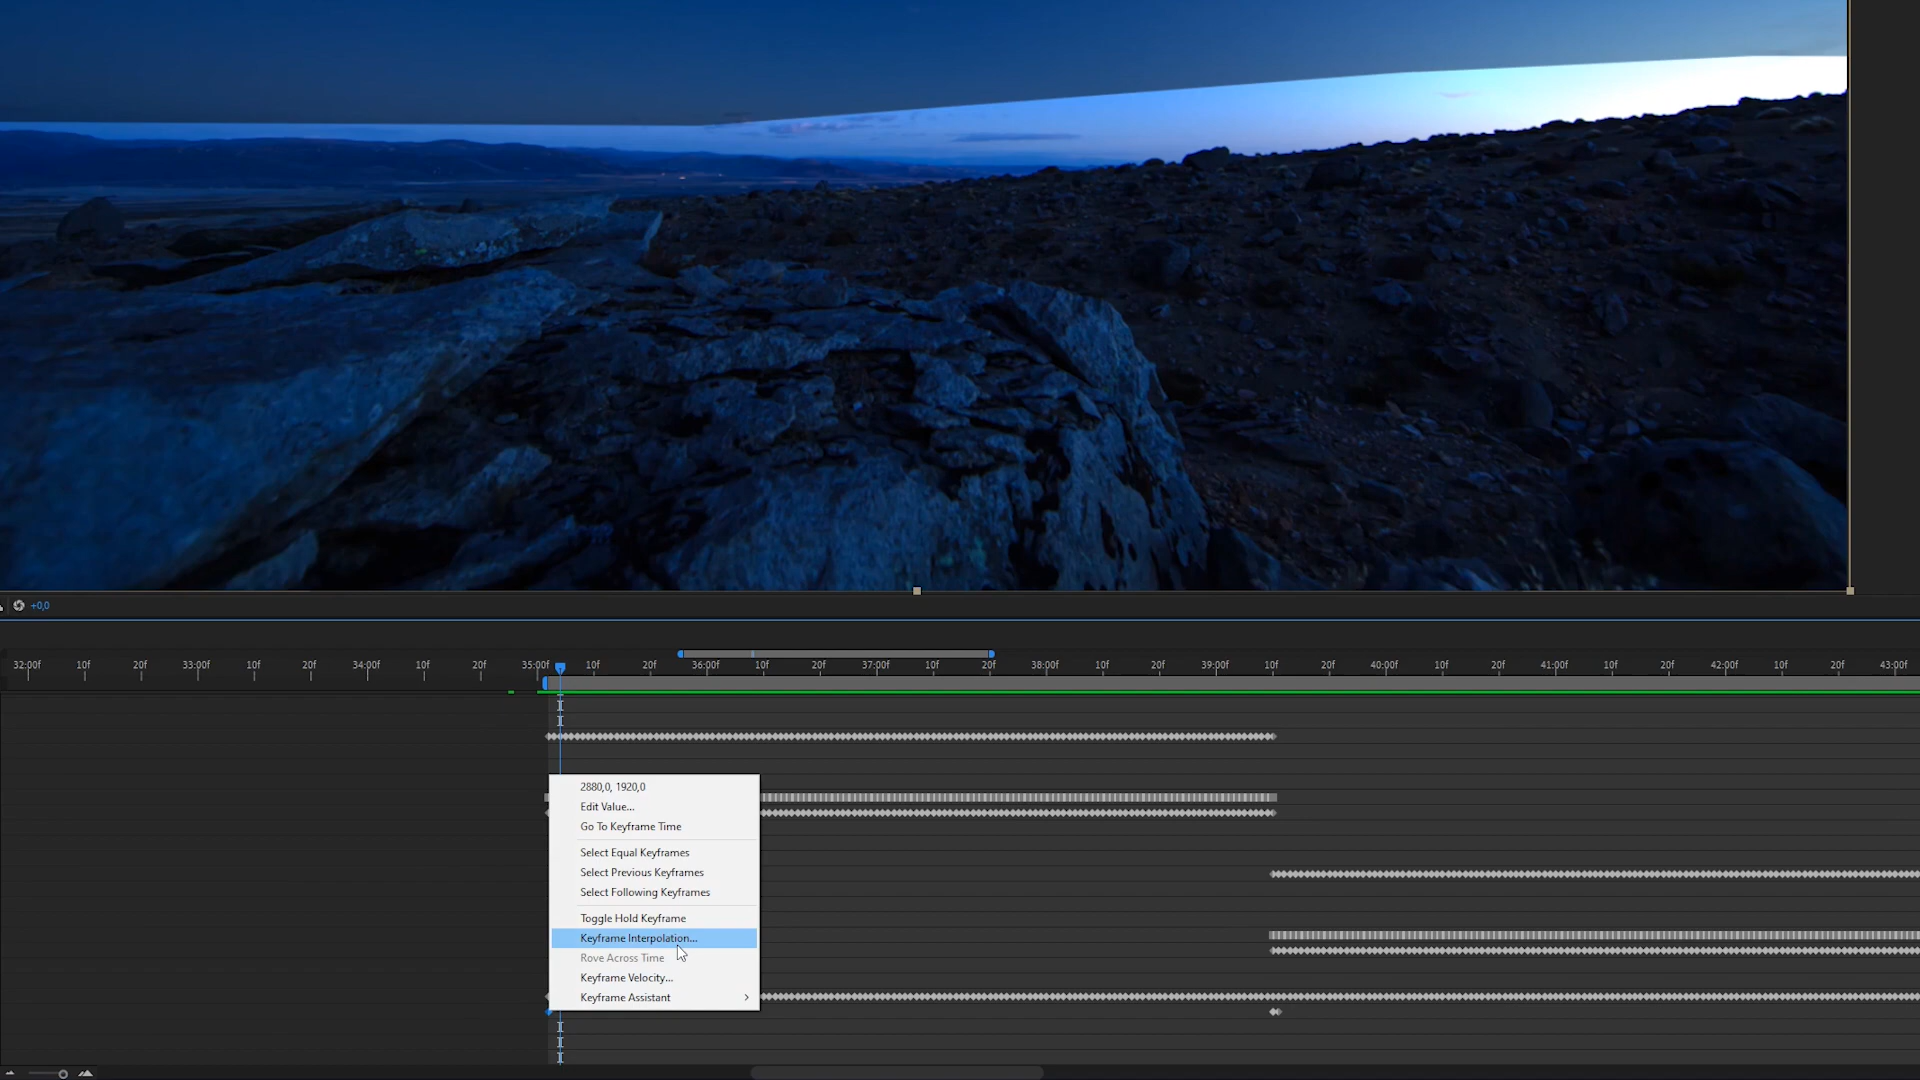 +0,0
32:00f 10f 20f 33:00f 10f 20f 34:00f 10f 20f 35:00f 10f 20f 36:00f 10f 20f 37:00f 10f 20f 38:00f 10f 20f 39:00f 10f 20f 40:00f 10f 20f 41:00f 10f 20f 42:00f 10f 20f 43:00f
2880,0, 1920,0
Edit Value...
Go To Keyframe Time
Select Equal Keyframes
Select Previous Keyframes
Select Following Keyframes
Toggle Hold Keyframe
Keyframe Interpolation...
Rove Across Time
Keyframe Velocity...
Keyframe Assistant